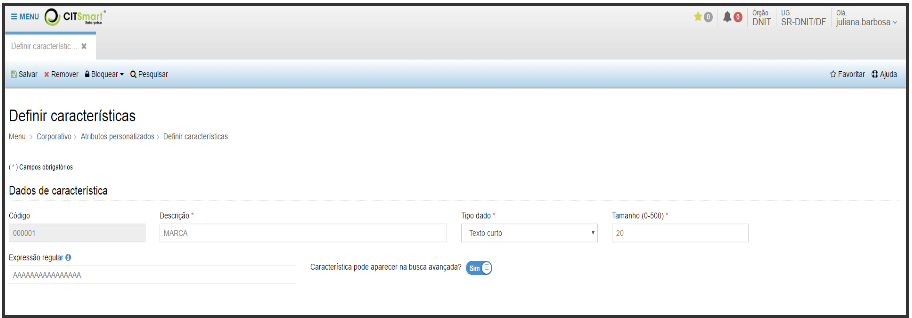 MENU CITSmart Enterprise 0 0 Órgão UG Olá,
DNIT SR-DNIT/DF juliana.barbosa
Definir característic... ✖
Salvar Remover Bloquear Pesquisar Favoritar Ajuda
Definir características
Menu > Corporativo > Atributos personalizados > Definir características
( * ) Campos obrigatórios
Dados de característica
Código Descrição * Tipo dado * Tamanho (0-500) *
000001 MARCA Texto curto 20
Expressão regular
Característica pode aparecer na busca avançada? Sim
AAAAAAAAAAAAAAAA